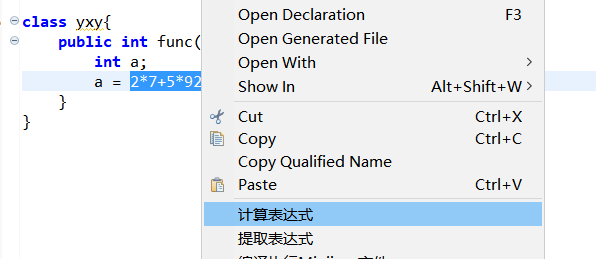 class yxy{
public int func(
int a;
a = 2*7+5*92
}
}
Open Declaration F3
Open Generated File
Open With
Show In Alt+Shift+W
Cut Ctrl+X
Copy Ctrl+C
Copy Qualified Name
Paste Ctrl+V
计算表达式
提取表达式